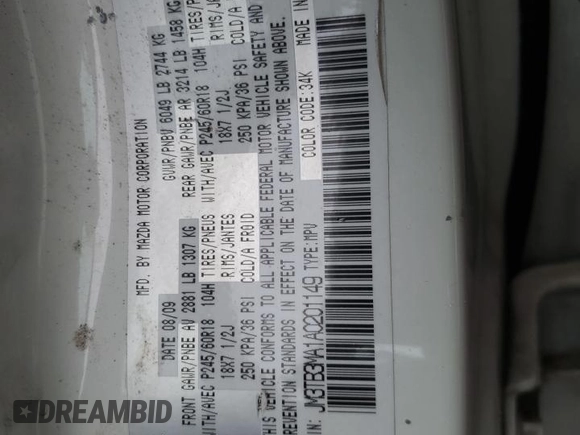 MFD. BY MAZDA MOTOR CORPORATION
DATE 08/09 GVWR/PNBV 6049 LB 2744 KG
FRONT GAWR/PNBE AV 2881 LB 1307 KG REAR GAWR/PNBE AR 3214 LB 1458 KG
WITH/AVEC P245/60R18 104H TIRES/PNEUS WITH/AVEC P245/60R18 104H TIRES/P
18X7 1/2J RIMS/JANTES 18X7 1/2J RIMS/JA
250 KPA/36 PSI COLD/A FROID 250 KPA/36 PSI COLD/A
THIS VEHICLE CONFORMS TO ALL APPLICABLE FEDERAL MOTOR VEHICLE SAFETY AND
PREVENTION STANDARDS IN EFFECT ON THE DATE OF MANUFACTURE SHOWN ABOVE.
JM3TB3MA1A0201149 TYPE:MPV COLOR CODE:34K MADE IN
DREAMBID